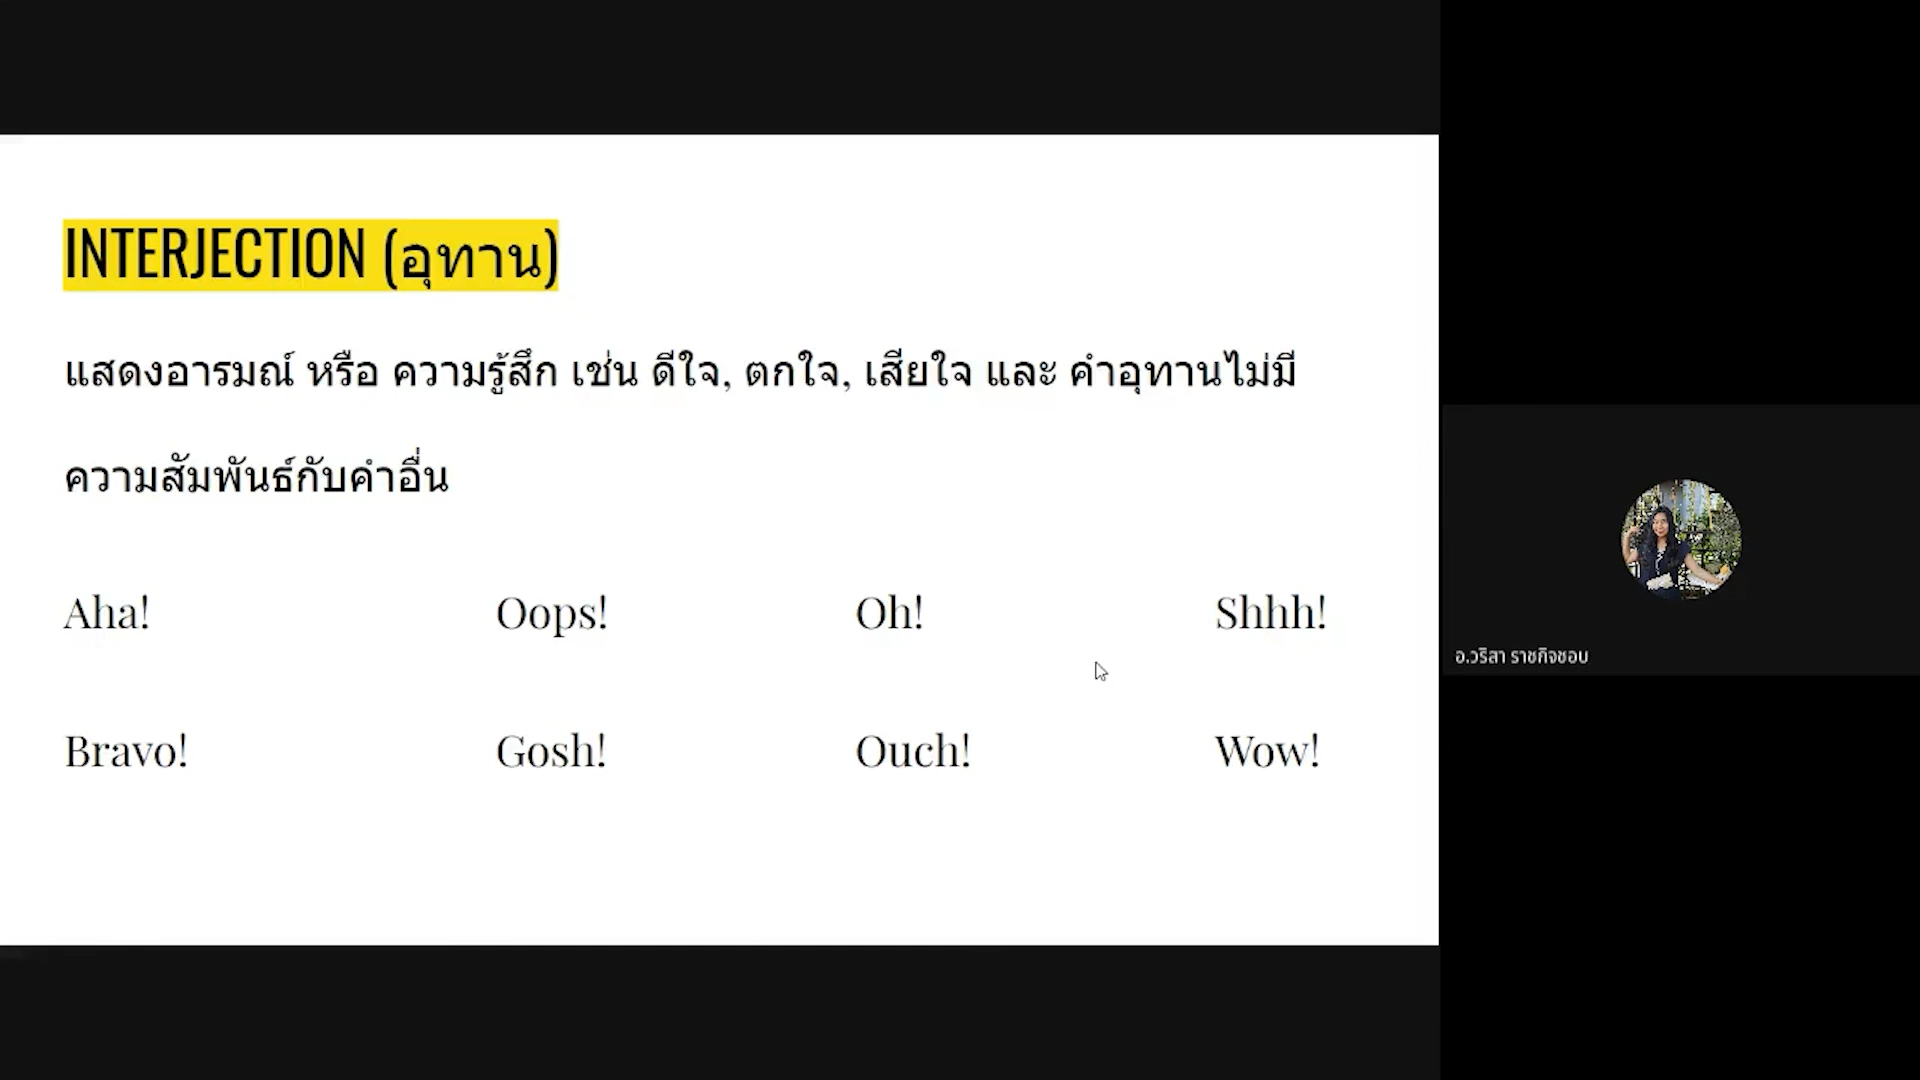 INTERJECTION (อุทาน)
แสดงอารมณ์ หรือ ความรู้สึก เช่น ดีใจ, ตกใจ, เสียใจ และ คำอุทานไม่มี
ความสัมพันธ์กับคำอื่น
Aha! Oops! Oh! Shhh!
Bravo! Gosh! Ouch! Wow!
อ.วริสา ราชกิจชอบ